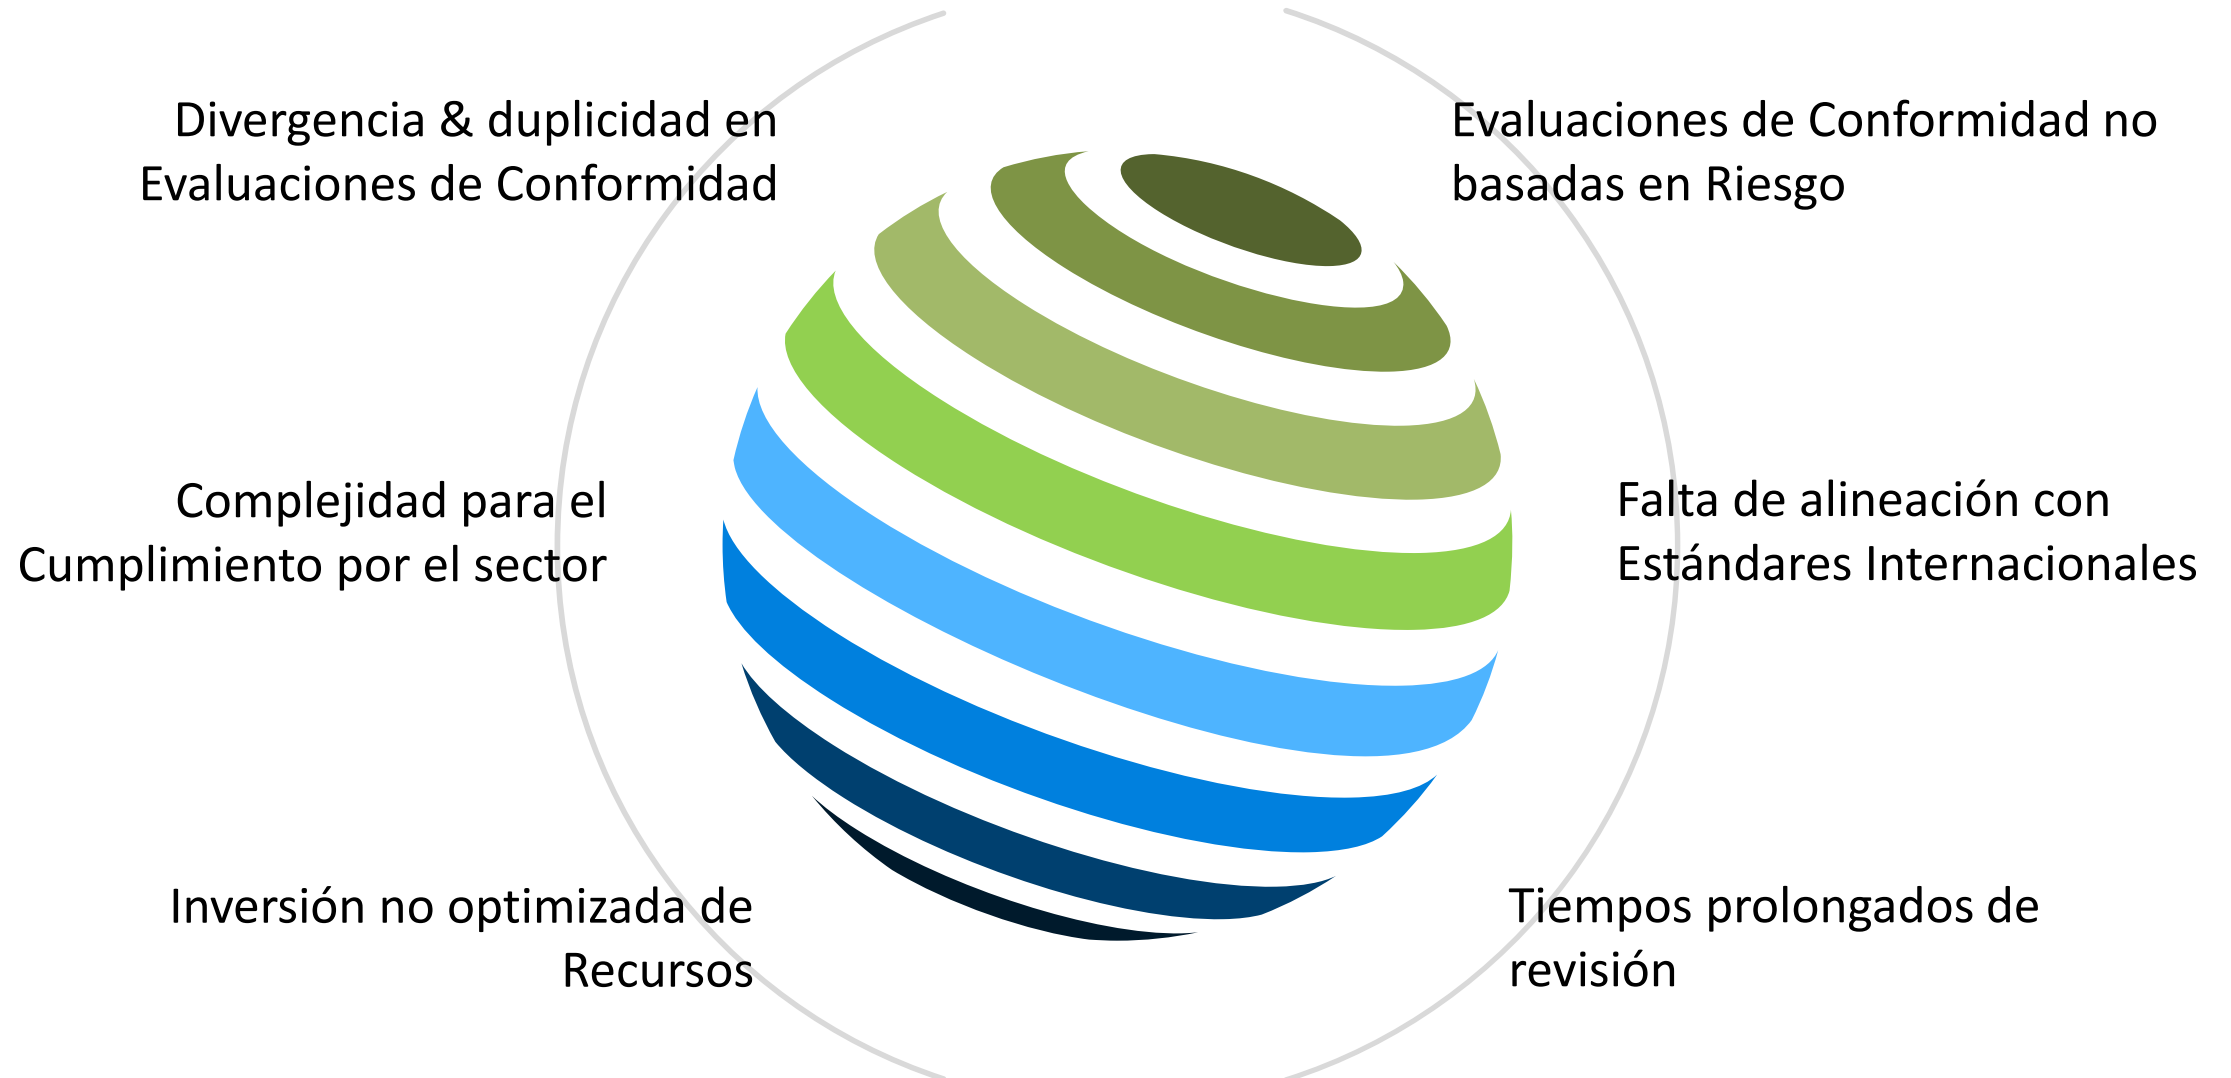 Divergencia & duplicidad en
Evaluaciones de Conformidad
Evaluaciones de Conformidad no
basadas en Riesgo
Complejidad para el
Cumplimiento por el sector
Falta de alineación con
Estándares Internacionales
Inversión no optimizada de
Recursos
Tiempos prolongados de
revisión